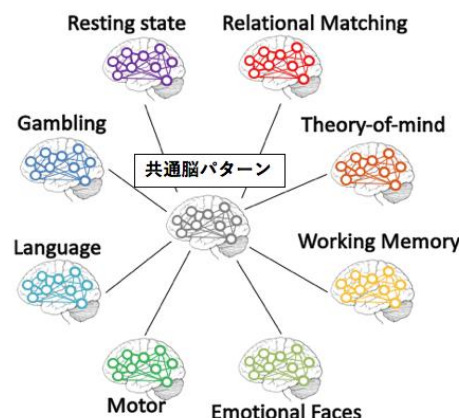 Resting state
Relational Matching
Gambling
Theory-of-mind
共通脳パターン
Language
Working Memory
Motor
Emotional Faces